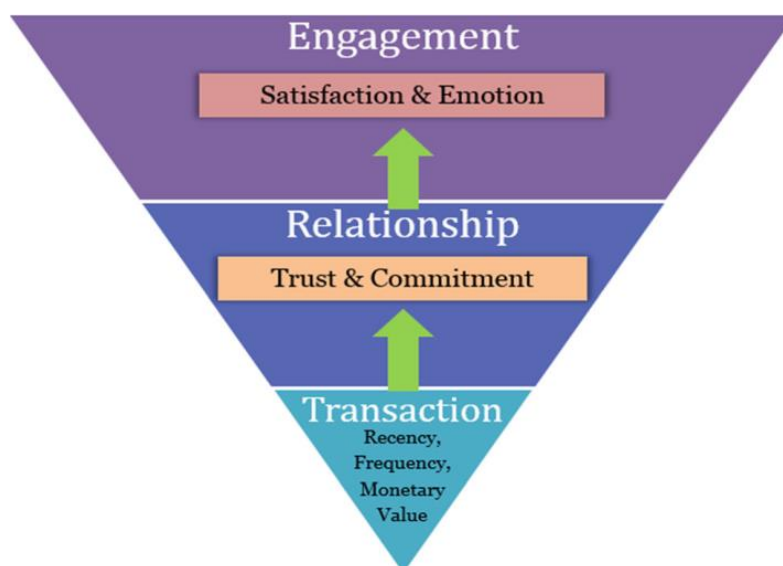 Engagement
Satisfaction & Emotion
Relationship
Trust & Commitment
Transaction
Recency,
Frequency,
Monetary
Value